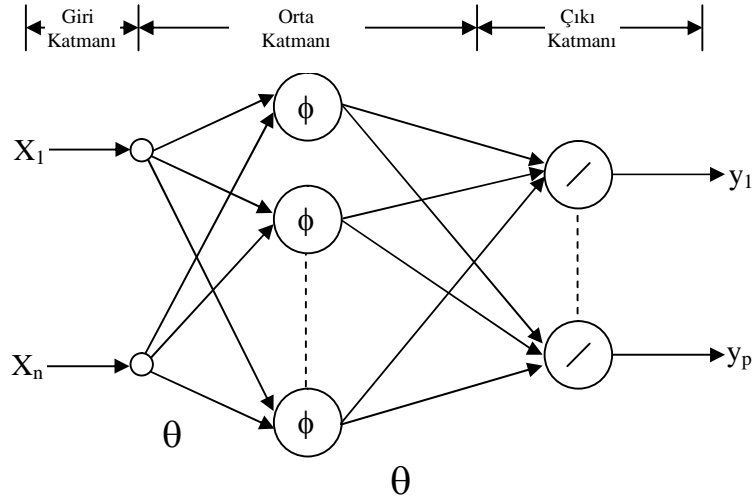 Giri
Katmanı
Orta
Katmanı
Çıkı
Katmanı
ϕ
X1
y1
ϕ
Xn
yp
ϕ
θ
θ